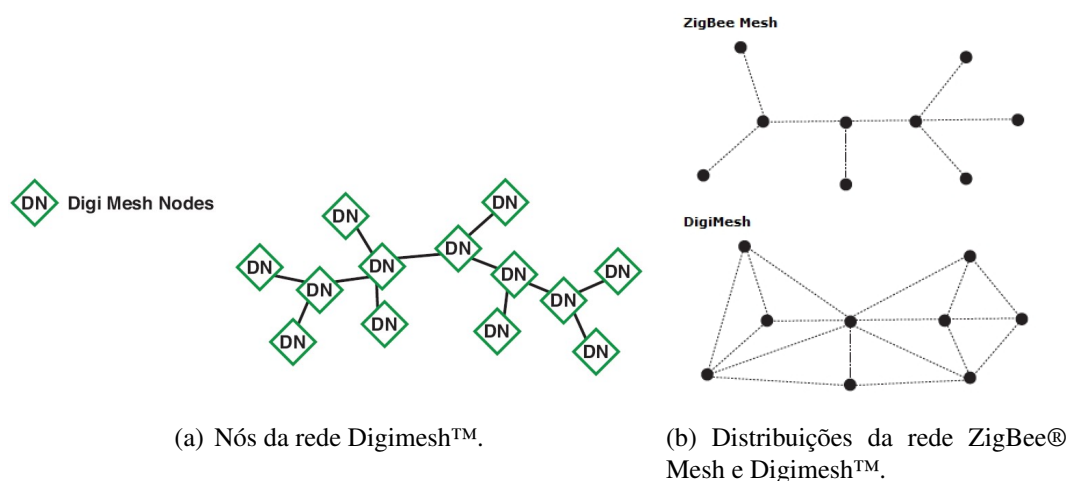 DN Digi Mesh Nodes
DN
DN
DN
DN
DN
DN
DN
DN
DN
DN
DN
DN
DN
(a) Nós da rede Digimesh™.
ZigBee Mesh
DigiMesh
(b) Distribuições da rede ZigBee®
Mesh e Digimesh™.